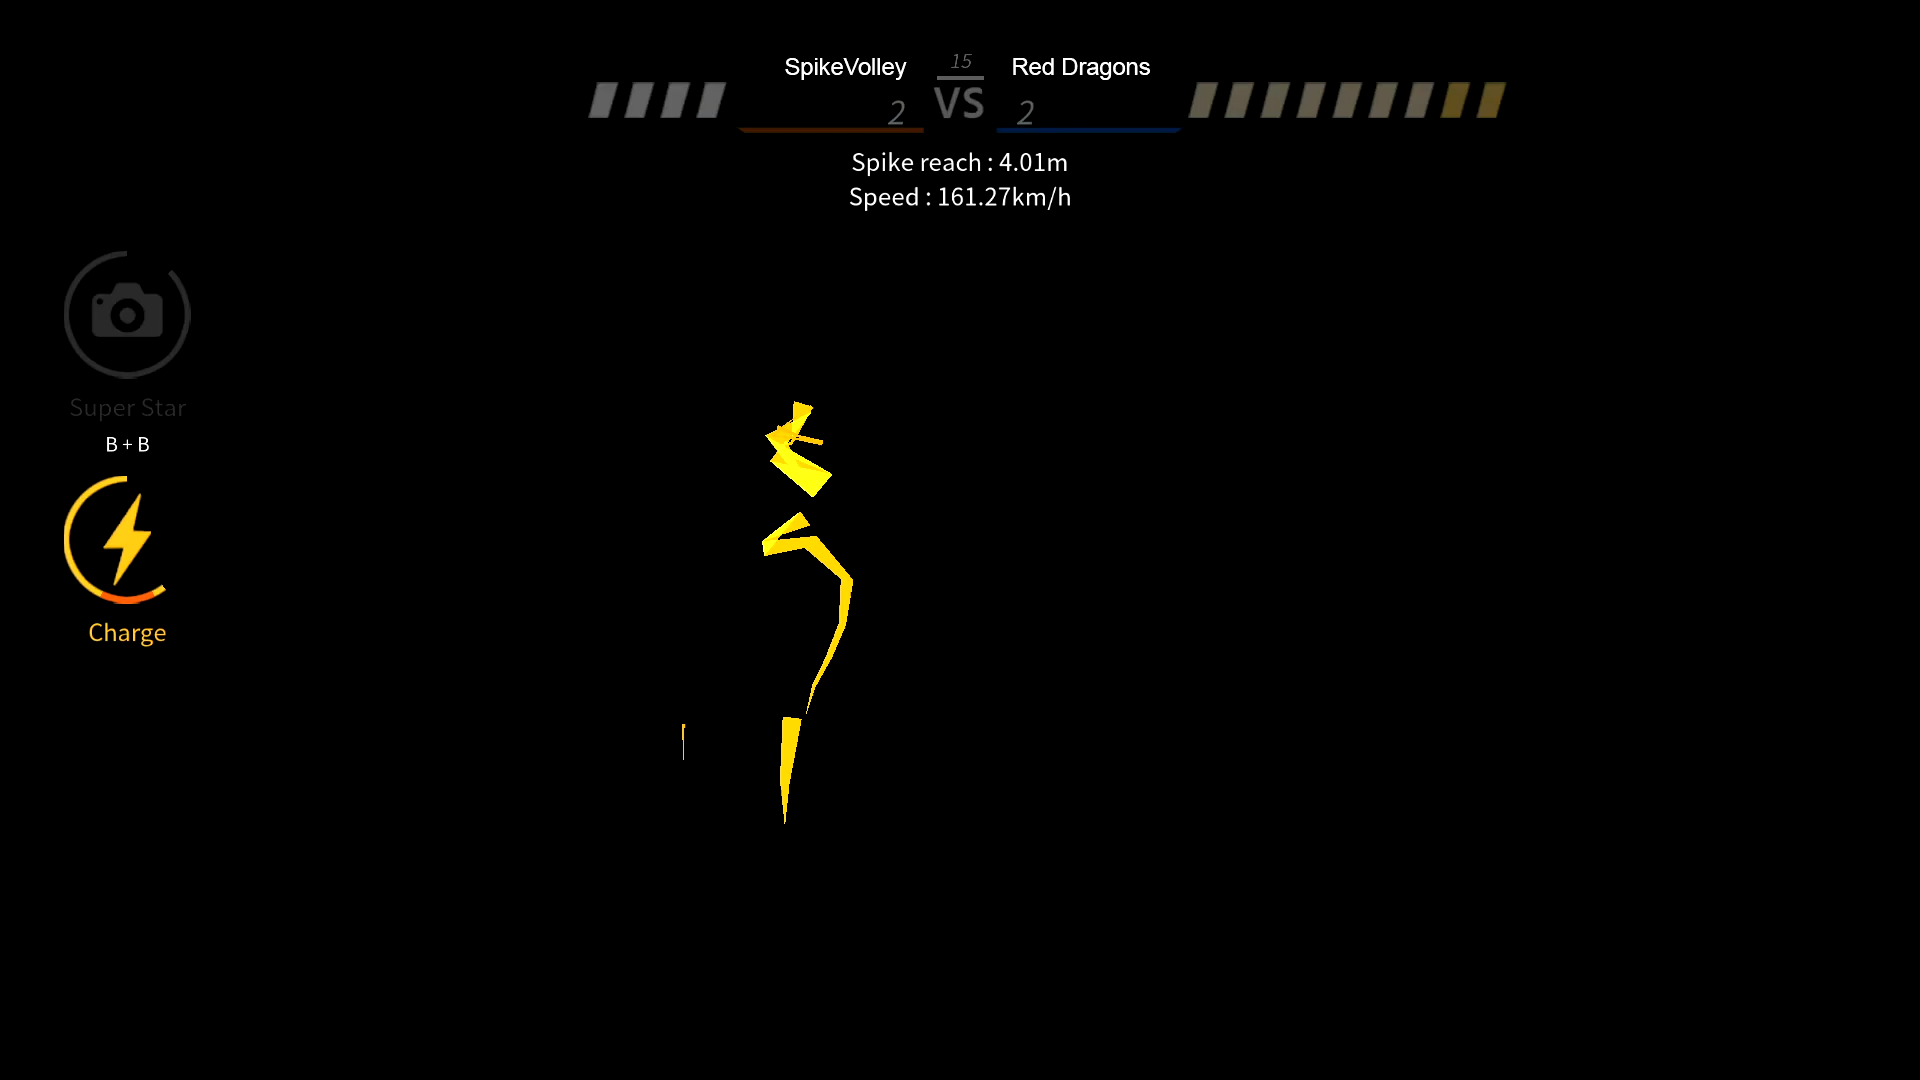 15
SpikeVolley
Red Dragons
2
VS
2
Spike reach : 4.01m
Speed : 161.27km/h
Super Star
B + B
Charge